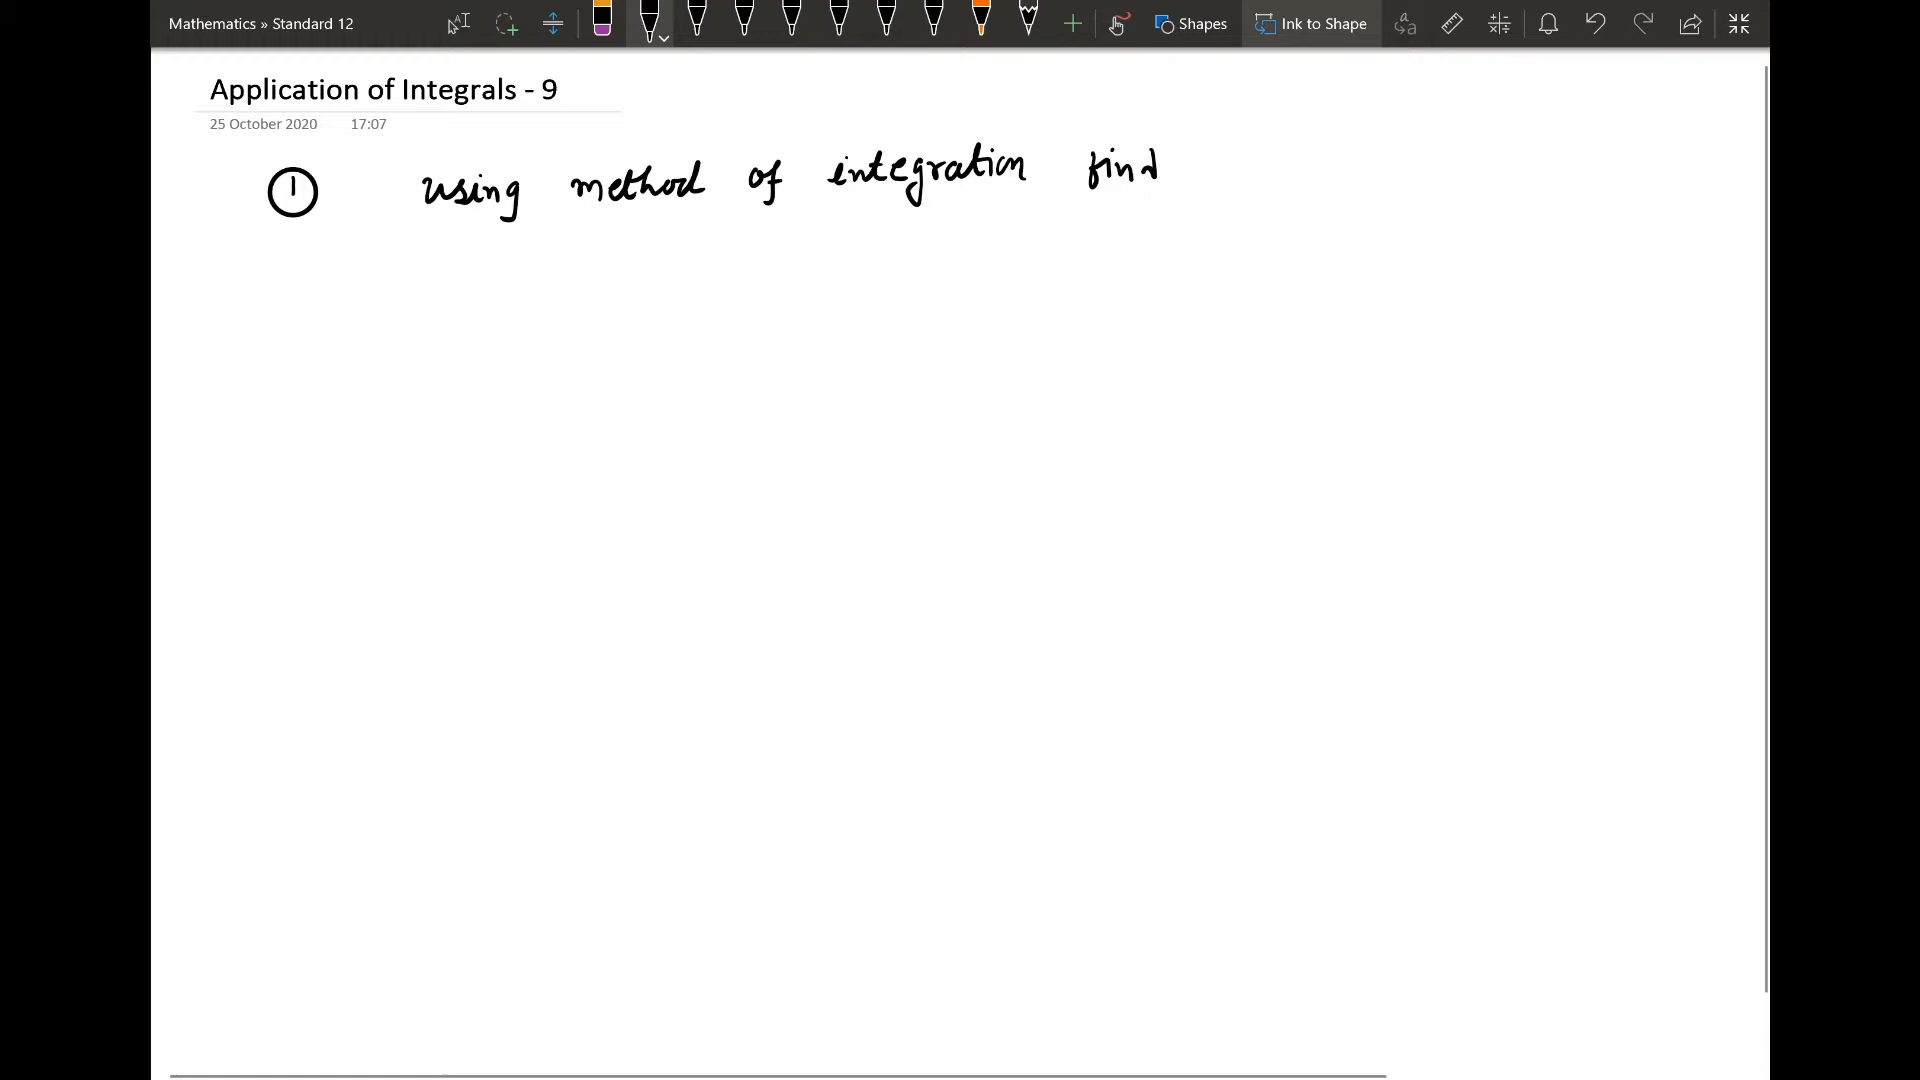 Mathematics » Standard 12
Shapes
Ink to Shape
Application of Integrals - 9
25 October 2020 17:07
1 using method of integration find